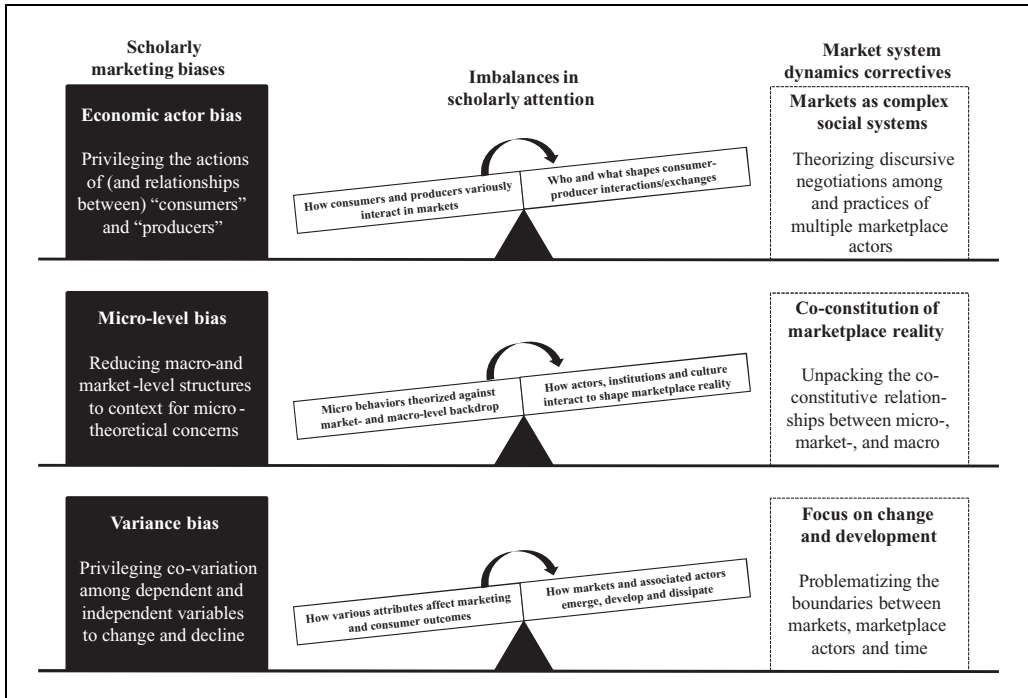 Scholarly
marketing biases
Imbalances in
scholarly attention
Market system
dynamics correctives
Economic actor bias
Privileging the actions
of (and relationships
between) “consumers”
and “producers”
How consumers and producers variously
interact in markets
Who and what shapes consumer-
producer interactions/exchanges
Markets as complex
social systems
Theorizing discursive
negotiations among
and practices of
multiple marketplace
actors
Micro-level bias
Reducing macro-and
market-level structures
to context for micro-
theoretical concerns
Micro behaviors theorized against
market- and macro-level backdrop
How actors, institutions and culture
interact to shape marketplace reality
Co-constitution of
marketplace reality
Unpacking the co-
constitutive relation-
ships between micro-,
market-, and macro
Variance bias
Privileging co-variation
among dependent and
independent variables
to change and decline
How various attributes affect marketing
and consumer outcomes
How markets and associated actors
emerge, develop and dissipate
Focus on change
and development
Problematizing the
boundaries between
markets, marketplace
actors and time